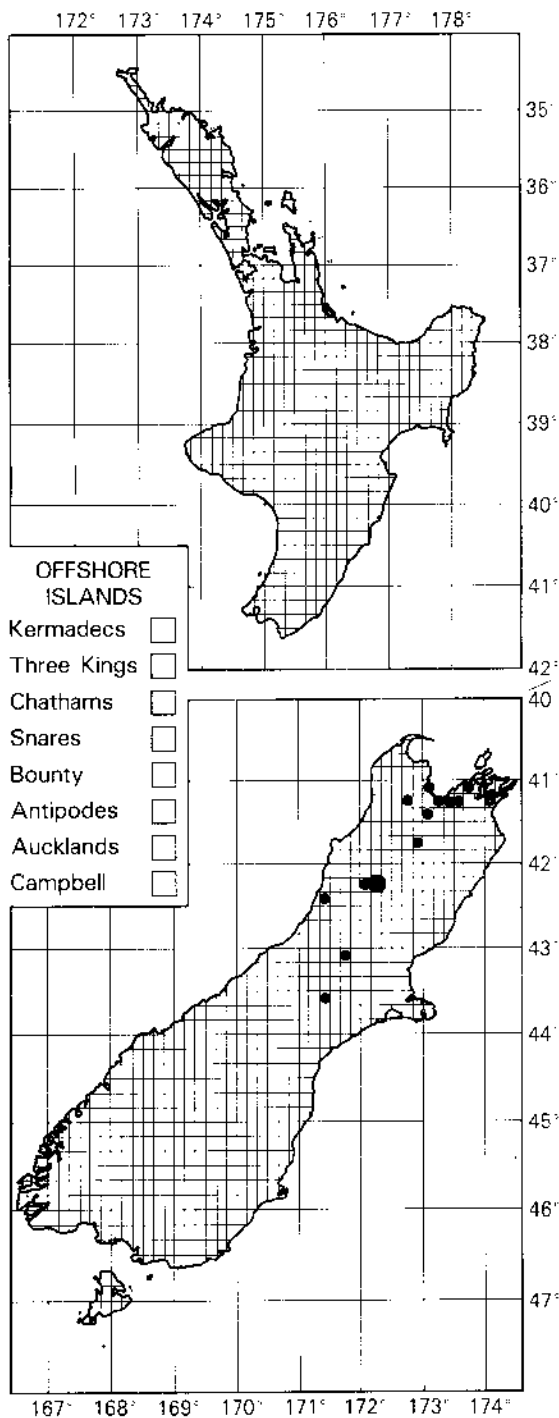 172° 173° 174° 175° 176° 177° 178°
35°
36°
37°
38°
39°
40°
41°
42°
OFFSHORE
ISLANDS
Kermadecs
Three Kings
Chathams
Snares
Bounty
Antipodes
Aucklands
Campbell
40
41°
42°
43°
44°
45°
46°
47°
167° 168° 169° 170° 171° 172° 173° 174°